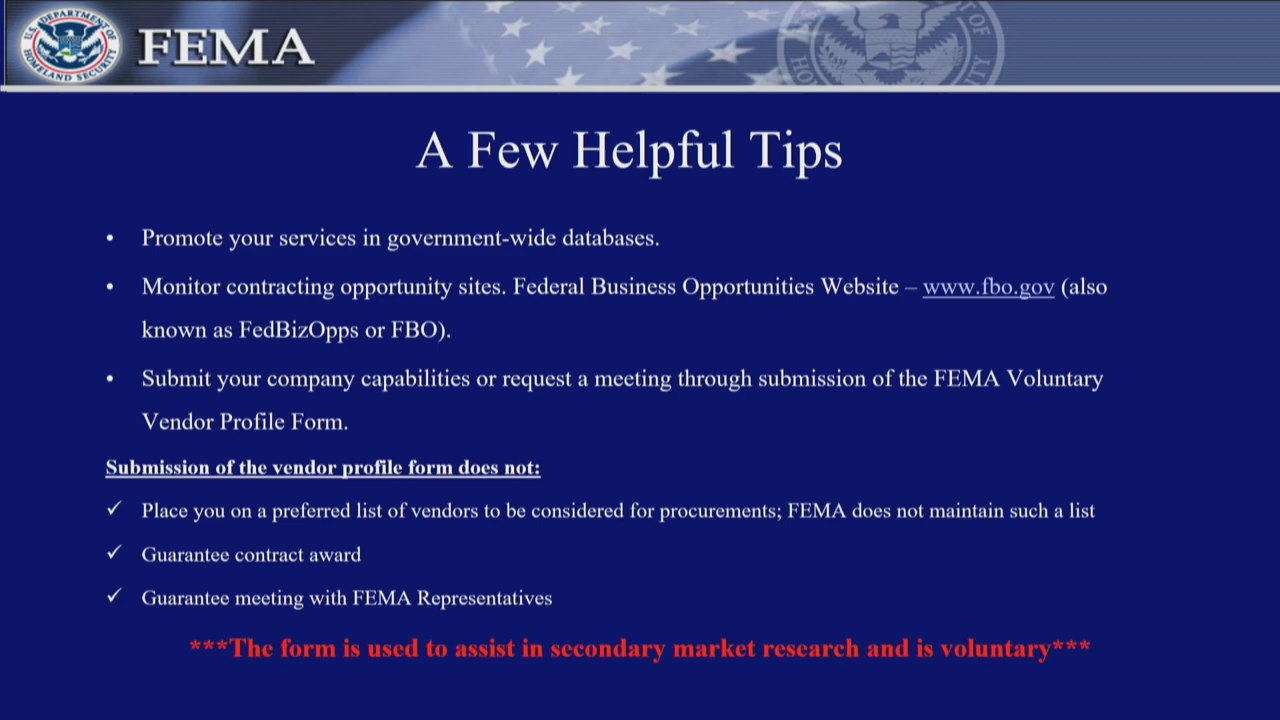 U.S. DEPARTMENT OF
HOMELAND SECURITY
FEMA
A Few Helpful Tips
• Promote your services in government-wide databases.
• Monitor contracting opportunity sites. Federal Business Opportunities Website – www.fbo.gov (also
known as FedBizOpps or FBO).
• Submit your company capabilities or request a meeting through submission of the FEMA Voluntary
Vendor Profile Form.
Submission of the vendor profile form does not:
✓ Place you on a preferred list of vendors to be considered for procurements; FEMA does not maintain such a list
✓ Guarantee contract award
✓ Guarantee meeting with FEMA Representatives
***The form is used to assist in secondary market research and is voluntary***